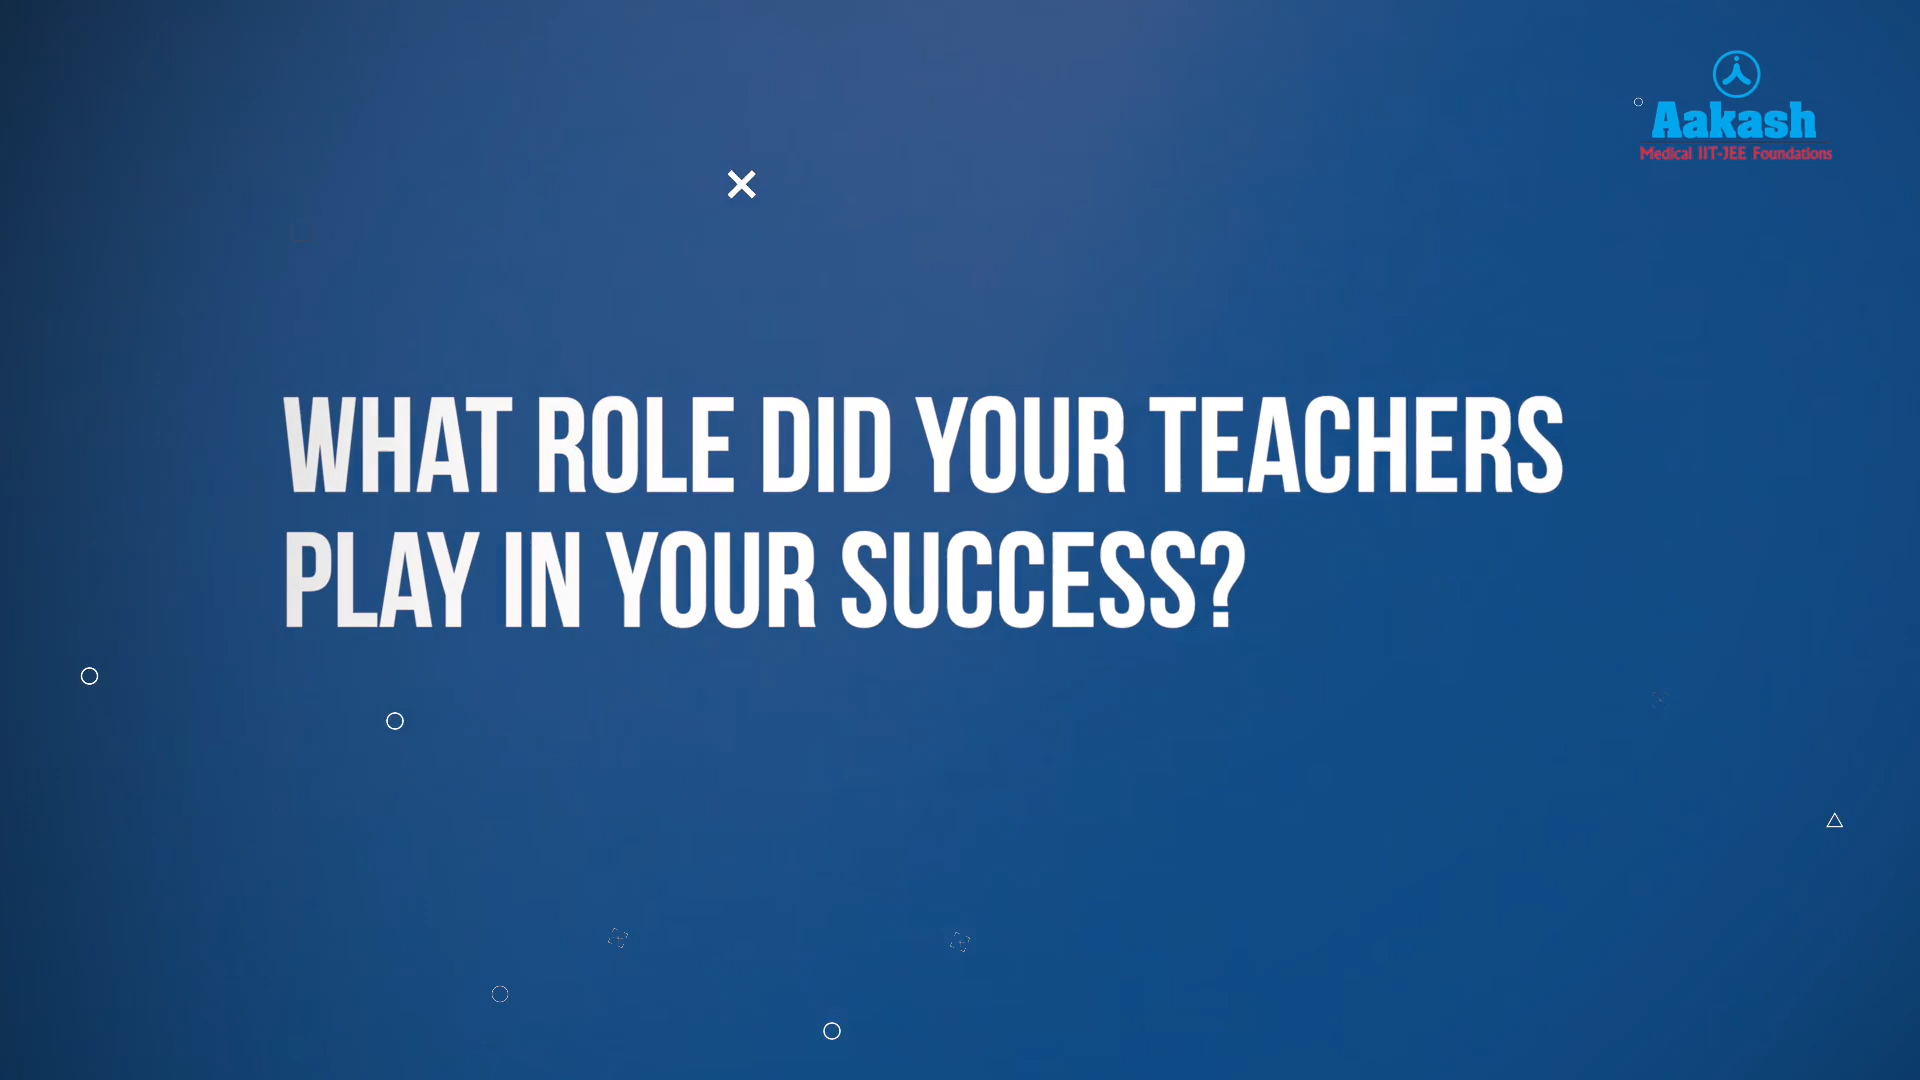 Aakash
Medical IIT-JEE Foundations
WHAT ROLE DID YOUR TEACHERS
PLAY IN YOUR SUCCESS?